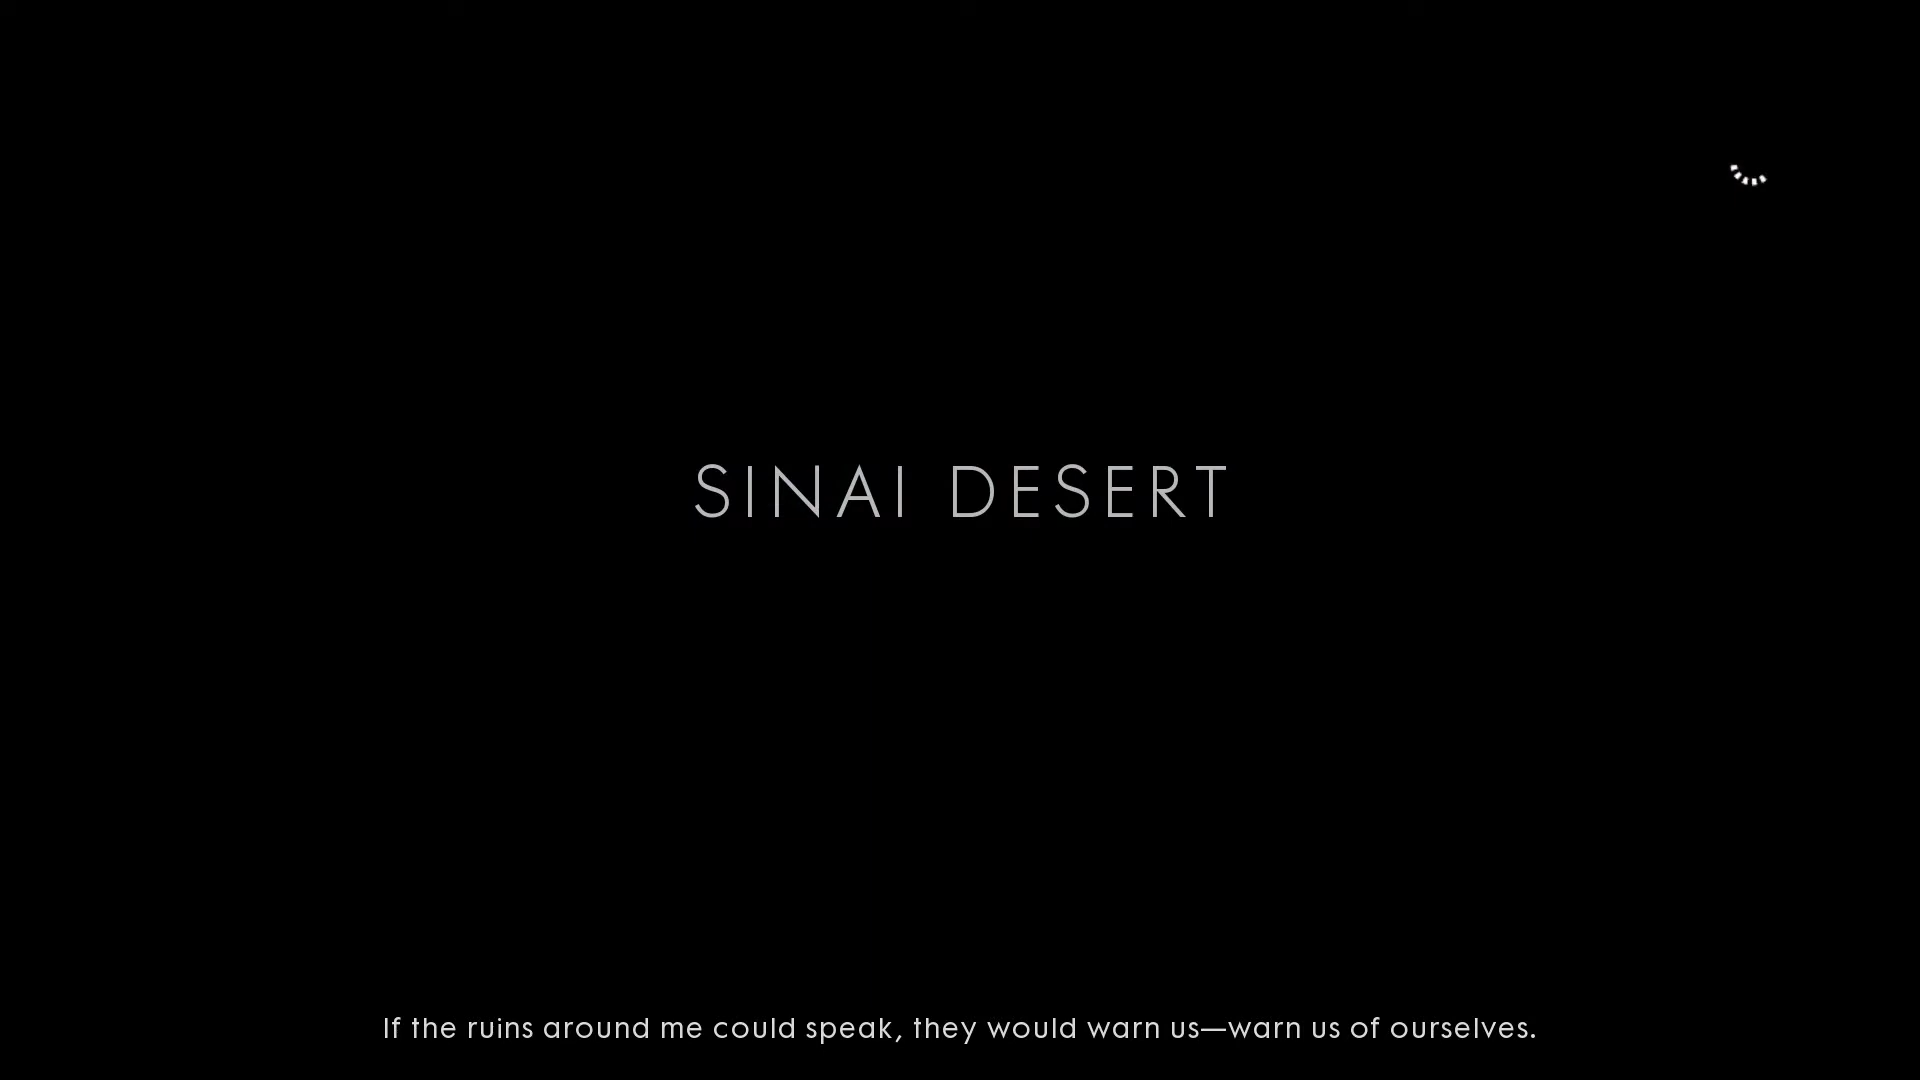 SINAI DESERT
If the ruins around me could speak, they would warn us—warn us of ourselves.